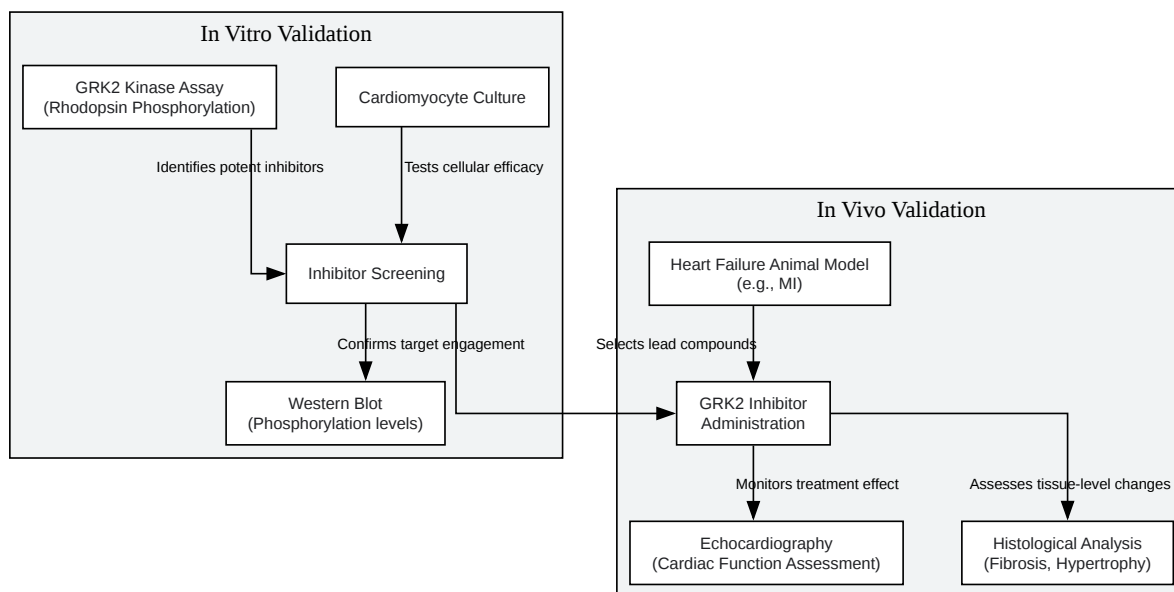 In Vitro Validation
GRK2 Kinase Assay
(Rhodopsin Phosphorylation)
Cardiomyocyte Culture
Identifies potent inhibitors
Tests cellular efficacy
Inhibitor Screening
Confirms target engagement
Western Blot
(Phosphorylation levels)
In Vivo Validation
Heart Failure Animal Model
(e.g., MI)
Selects lead compounds
GRK2 Inhibitor
Administration
Monitors treatment effect
Assesses tissue-level changes
Echocardiography
(Cardiac Function Assessment)
Histological Analysis
(Fibrosis, Hypertrophy)